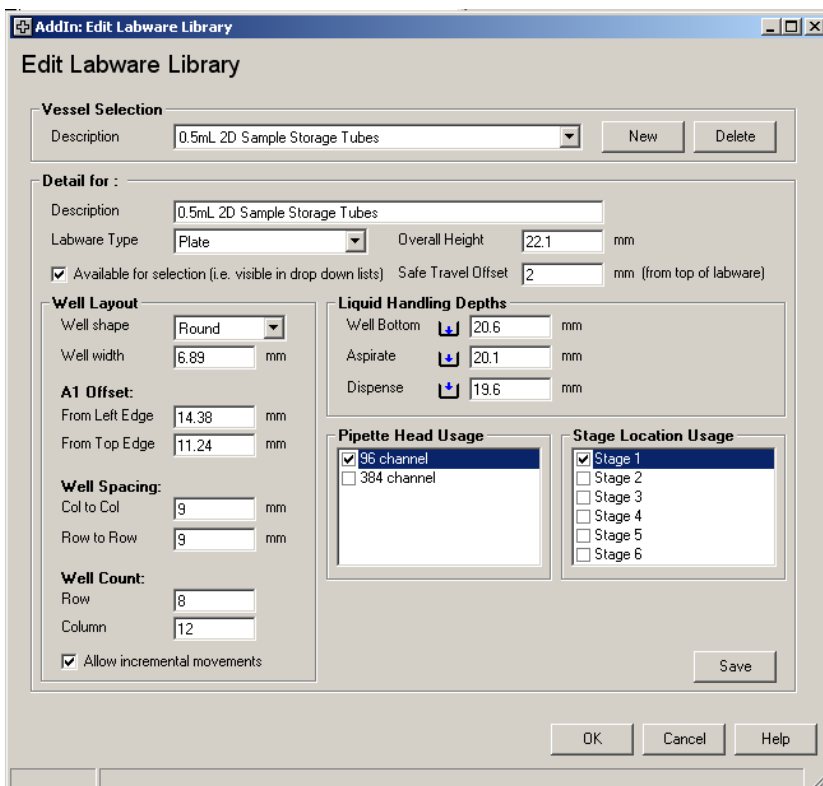 AddIn: Edit Labware Library
Edit Labware Library
Vessel Selection
Description 0.5mL 2D Sample Storage Tubes New Delete
Detail for :
Description 0.5mL 2D Sample Storage Tubes
Labware Type Plate Overall Height 22.1 mm
Available for selection (i.e. visible in drop down lists) Safe Travel Offset 2 mm (from top of labware)
Well Layout
Well shape Round
Well width 6.89 mm
A1 Offset:
From Left Edge 14.38 mm
From Top Edge 11.24 mm
Well Spacing:
Col to Col 9 mm
Row to Row 9 mm
Well Count:
Row 8
Column 12
Allow incremental movements
Liquid Handling Depths
Well Bottom 20.6 mm
Aspirate 20.1 mm
Dispense 19.6 mm
Pipette Head Usage
96 channel
384 channel
Stage Location Usage
Stage 1
Stage 2
Stage 3
Stage 4
Stage 5
Stage 6
Save
OK Cancel Help